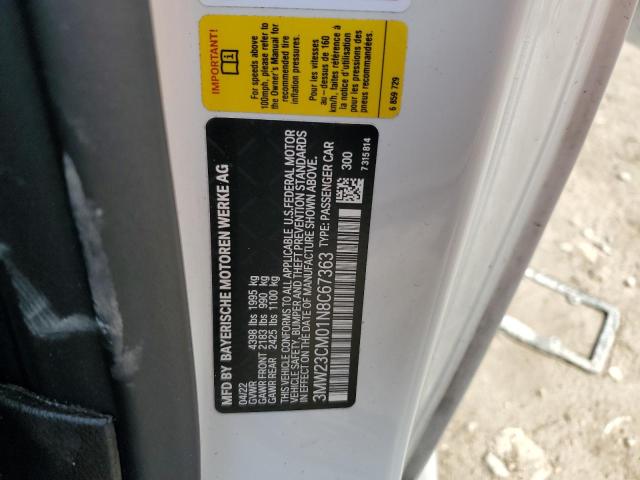 IMPORTANT!
For speeds above
100mph, please refer to
the Owner's Manual for
recommended tire
inflation pressures.
Pour les vitesses
au-dessus de 160
km/h, faites référence à
la notice d'utilisation
pour les pressions des
pneus recommandées.
6 859 729
MFD BY BAYERISCHE MOTOREN WERKE AG
04/22
GVWR 4398 lbs 1995 kg
GAWR FRONT 2183 lbs 990 kg
GAWR REAR 2425 lbs 1100 kg
THIS VEHICLE CONFORMS TO ALL APPLICABLE U.S.FEDERAL MOTOR
VEHICLE SAFETY, BUMPER AND THEFT PREVENTION STANDARDS
IN EFFECT ON THE DATE OF MANUFACTURE SHOWN ABOVE.
3MW23CM01N8C67363 TYPE:PASSENGER CAR
300
7 315 814